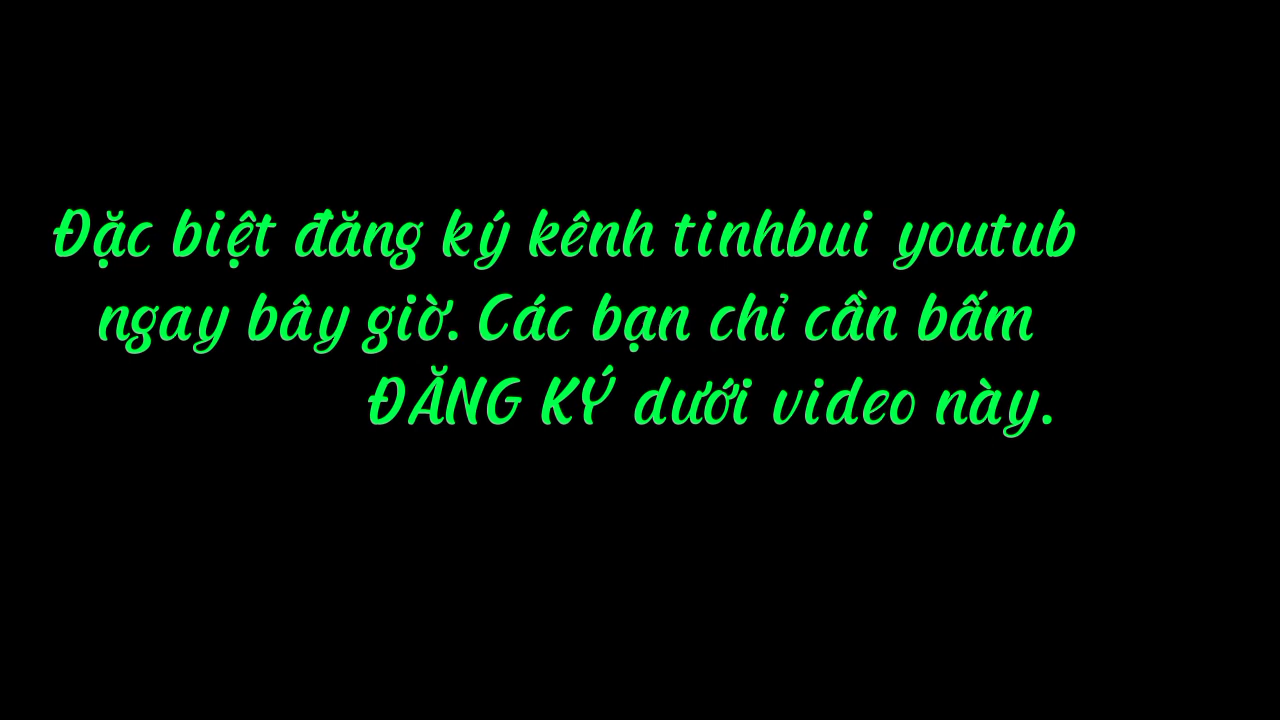 Đặc biệt đăng ký kênh tinhbui youtub
ngay bây giờ. Các bạn chỉ cần bấm
ĐĂNG KÝ dưới video này.